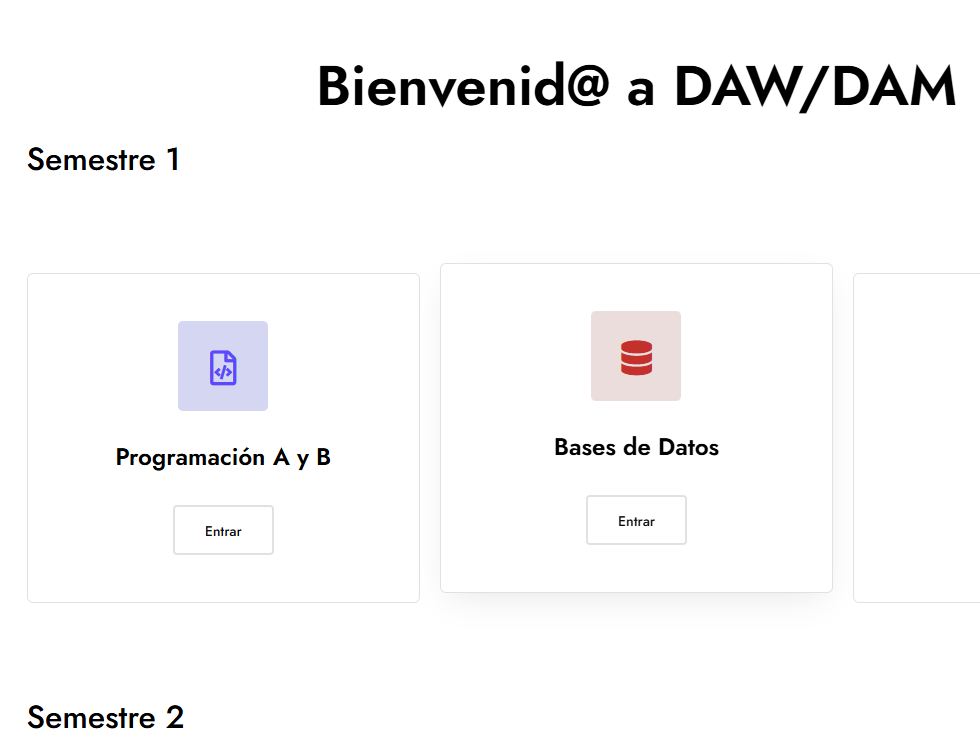 Bienvenid@ a DAW/DAM
Semestre 1
Programación A y B
Entrar
Bases de Datos
Entrar
Semestre 2